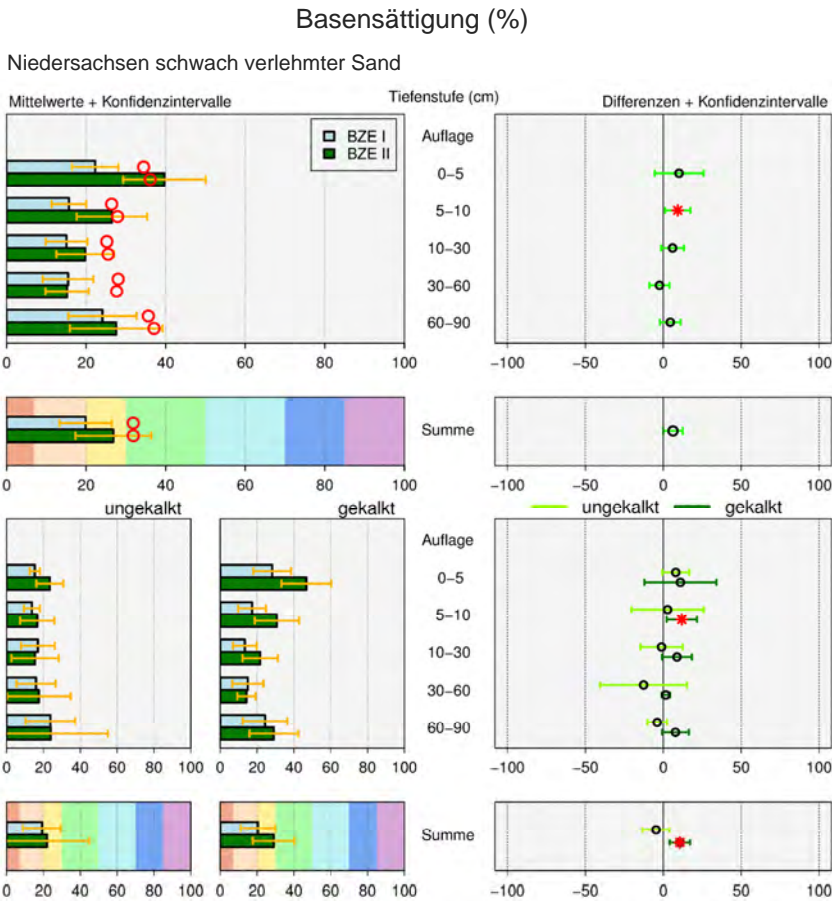 Basensättigung (%)
Niedersachsen schwach verlehmter Sand
Mittelwerte + Konfidenzintervalle
Tiefenstufe (cm)
Differenzen + Konfidenzintervalle
BZE I
BZE II
Auflage
0−5
5−10
10−30
30−60
60−90
0 20 40 60 80 100
−100 −50 0 50 100
Summe
0 20 40 60 80 100
−100 −50 0 50 100
ungekalkt
gekalkt
ungekalkt gekalkt
Auflage
0−5
5−10
10−30
30−60
60−90
0 20 40 60 80 100
0 20 40 60 80 100
−100 −50 0 50 100
Summe
0 20 40 60 80 100
0 20 40 60 80 100
−100 −50 0 50 100